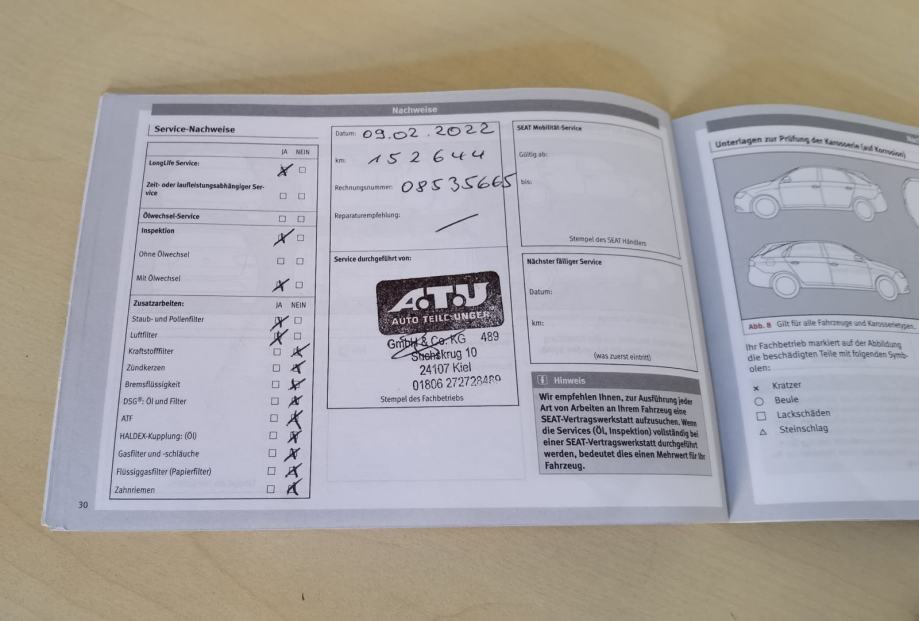 Nachweise
Service-Nachweise
JA NEIN
LongLife Service:
Zeit- oder laufleistungsabhängiger Ser-
vice
Ölwechsel-Service
Inspektion
Ohne Ölwechsel
Mit Ölwechsel
Zusatzarbeiten: JA NEIN
Staub- und Pollenfilter
Luftfilter
Kraftstofffilter
Zündkerzen
Bremsflüssigkeit
DSG®: Öl und Filter
ATF
HALDEX-Kupplung: (Öl)
Gasfilter und -schläuche
Flüssiggasfilter (Papierfilter)
Zahnriemen
30
Datum: 09.02.2022
km: 152644
Rechnungsnummer: 08535665
Reparaturempfehlung:
Service durchgeführt von:
A.T.U
AUTO TEILE UNGER
GmbH & Co. KG 489
24107 Kiel
Stempel des Fachbetriebs
SEAT Mobilität-Service
Gültig ab:
bis:
Stempel des SEAT Händlers
Nächster fälliger Service
Datum:
km:
(was zuerst eintritt)
Hinweis
Wir empfehlen Ihnen, zur Ausführung jeder
Art von Arbeiten an Ihrem Fahrzeug eine
SEAT-Vertragswerkstatt aufzusuchen. Wenn
die Services (Öl, Inspektion) vollständig bei
einer SEAT-Vertragswerkstatt durchgeführt
werden, bedeutet dies einen Mehrwert für Ihr
Fahrzeug.
Unterlagen zur Prüfung der Karosserie (auf Korrosion)
Abb. 8 Gilt für alle Fahrzeuge und Karosserietypen.
Ihr Fachbetrieb markiert auf der Abbildung
die beschädigten Teile mit folgenden Symb-
olen:
Kratzer
Beule
Lackschäden
Steinschlag